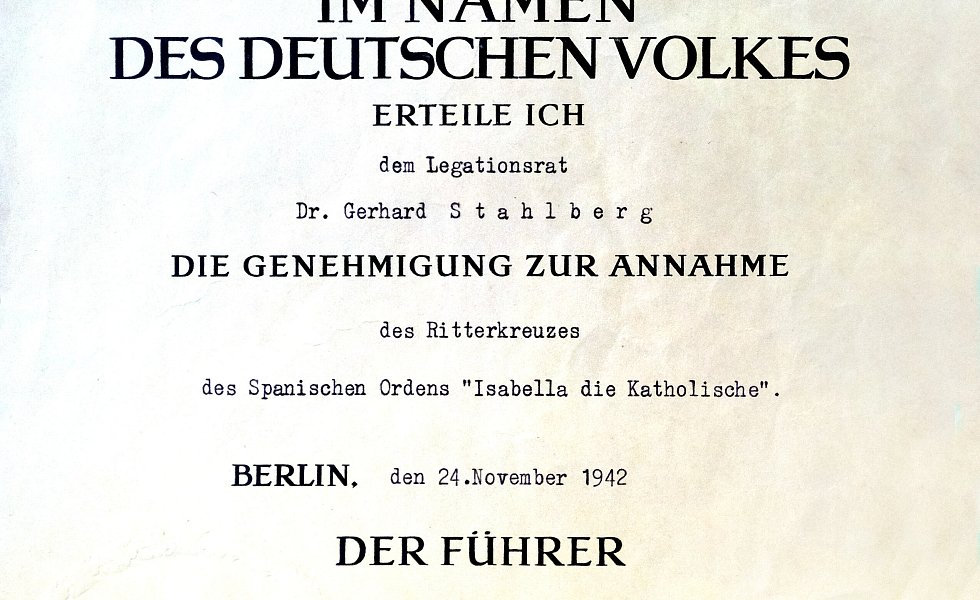 IM NAMEN
DES DEUTSCHEN VOLKES
ERTEILE ICH
dem Legationsrat
Dr. Gerhard S t a h l b e r g
DIE GENEHMIGUNG ZUR ANNAHME
des Ritterkreuzes
des Spanischen Ordens "Isabella die Katholische".
BERLIN, den 24.November 1942
DER FÜHRER